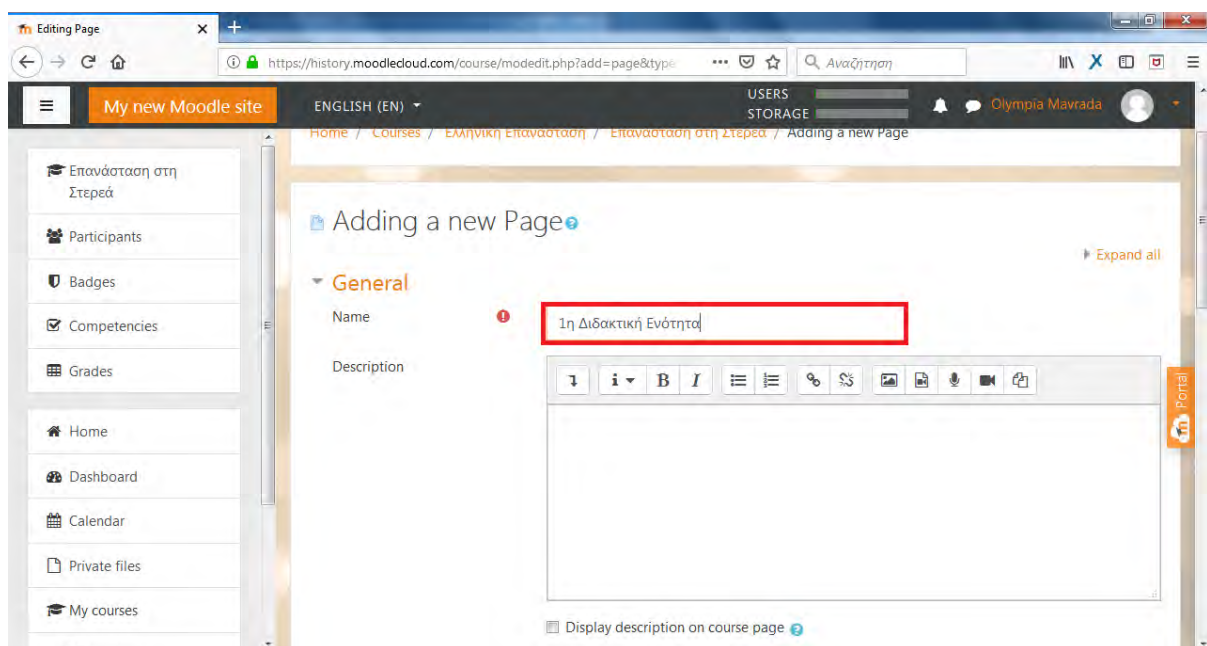 Editing Page
https://history.moodlecloud.com/course/modedit.php?add=page&type
Αναζήτηση
My new Moodle site
ENGLISH (EN)
USERS
STORAGE
Olympia Mavrada
Home / Courses / Ελληνική Επανάσταση / Επανάσταση στη Στερεά / Adding a new Page
Επανάσταση στη
Στερεά
Participants
Badges
Competencies
Grades
Home
Dashboard
Calendar
Private files
My courses
Adding a new Page
Expand all
General
Name
1η Διδακτική Ενότητα
Description
B I
Display description on course page
Portal